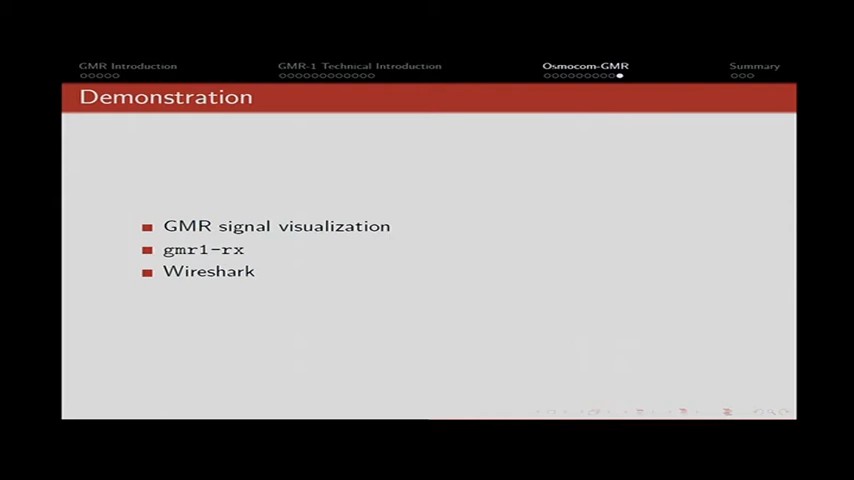 GMR Introduction GMR-1 Technical Introduction Osmocom-GMR Summary
Demonstration
GMR signal visualization
gmr1-rx
Wireshark